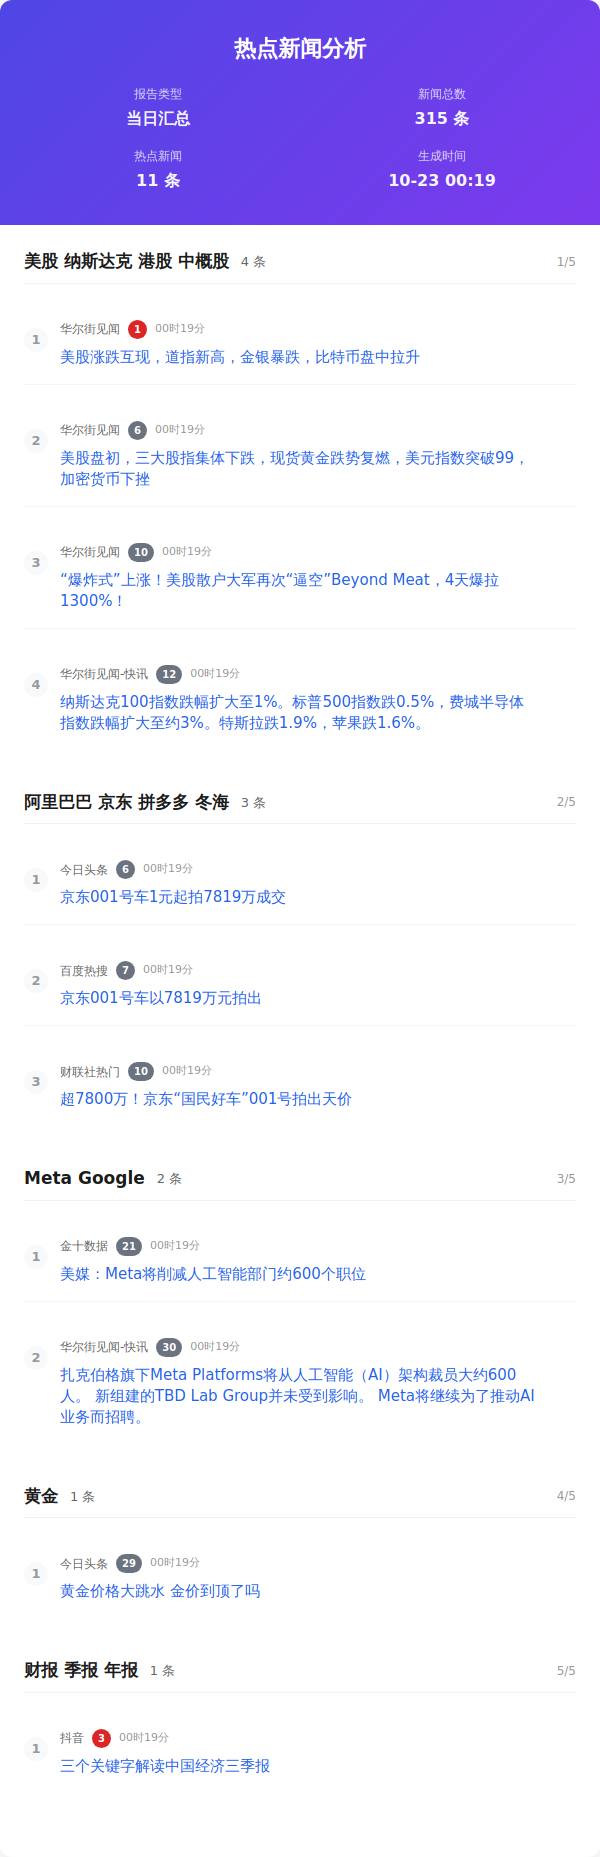 热点新闻分析
报告类型
当日汇总
新闻总数
315 条
热点新闻
11 条
生成时间
10-23 00:19
美股 纳斯达克 港股 中概股 4 条 1/5
1
华尔街见闻 1 00时19分
美股涨跌互现，道指新高，金银暴跌，比特币盘中拉升
2
华尔街见闻 6 00时19分
美股盘初，三大股指集体下跌，现货黄金跌势复燃，美元指数突破99，
加密货币下挫
3
华尔街见闻 10 00时19分
“爆炸式”上涨！美股散户大军再次“逼空”Beyond Meat，4天爆拉
1300%！
4
华尔街见闻-快讯 12 00时19分
纳斯达克100指数跌幅扩大至1%。标普500指数跌0.5%，费城半导体
指数跌幅扩大至约3%。特斯拉跌1.9%，苹果跌1.6%。
阿里巴巴 京东 拼多多 冬海 3 条 2/5
1
今日头条 6 00时19分
京东001号车1元起拍7819万成交
2
百度热搜 7 00时19分
京东001号车以7819万元拍出
3
财联社热门 10 00时19分
超7800万！京东“国民好车”001号拍出天价
Meta Google 2 条 3/5
1
金十数据 21 00时19分
美媒：Meta将削减人工智能部门约600个职位
2
华尔街见闻-快讯 30 00时19分
扎克伯格旗下Meta Platforms将从人工智能（AI）架构裁员大约600
人。 新组建的TBD Lab Group并未受到影响。 Meta将继续为了推动AI
业务而招聘。
黄金 1 条 4/5
1
今日头条 29 00时19分
黄金价格大跳水 金价到顶了吗
财报 季报 年报 1 条 5/5
1
抖音 3 00时19分
三个关键字解读中国经济三季报